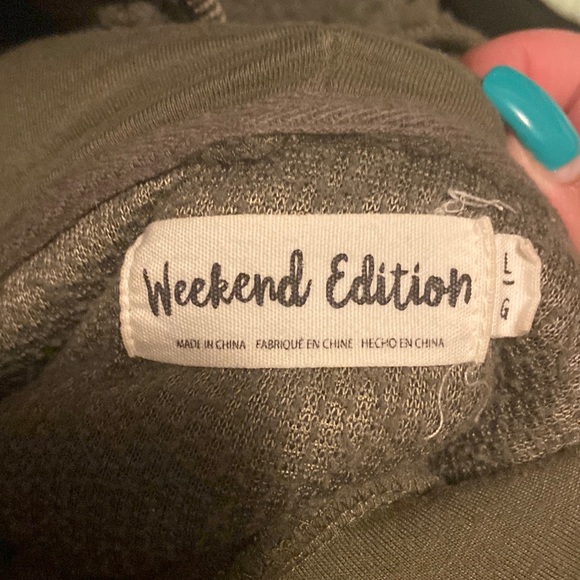 Weekend Edition
MADE IN CHINA FABRIQUÉ EN CHINE HECHO EN CHINA
L
G